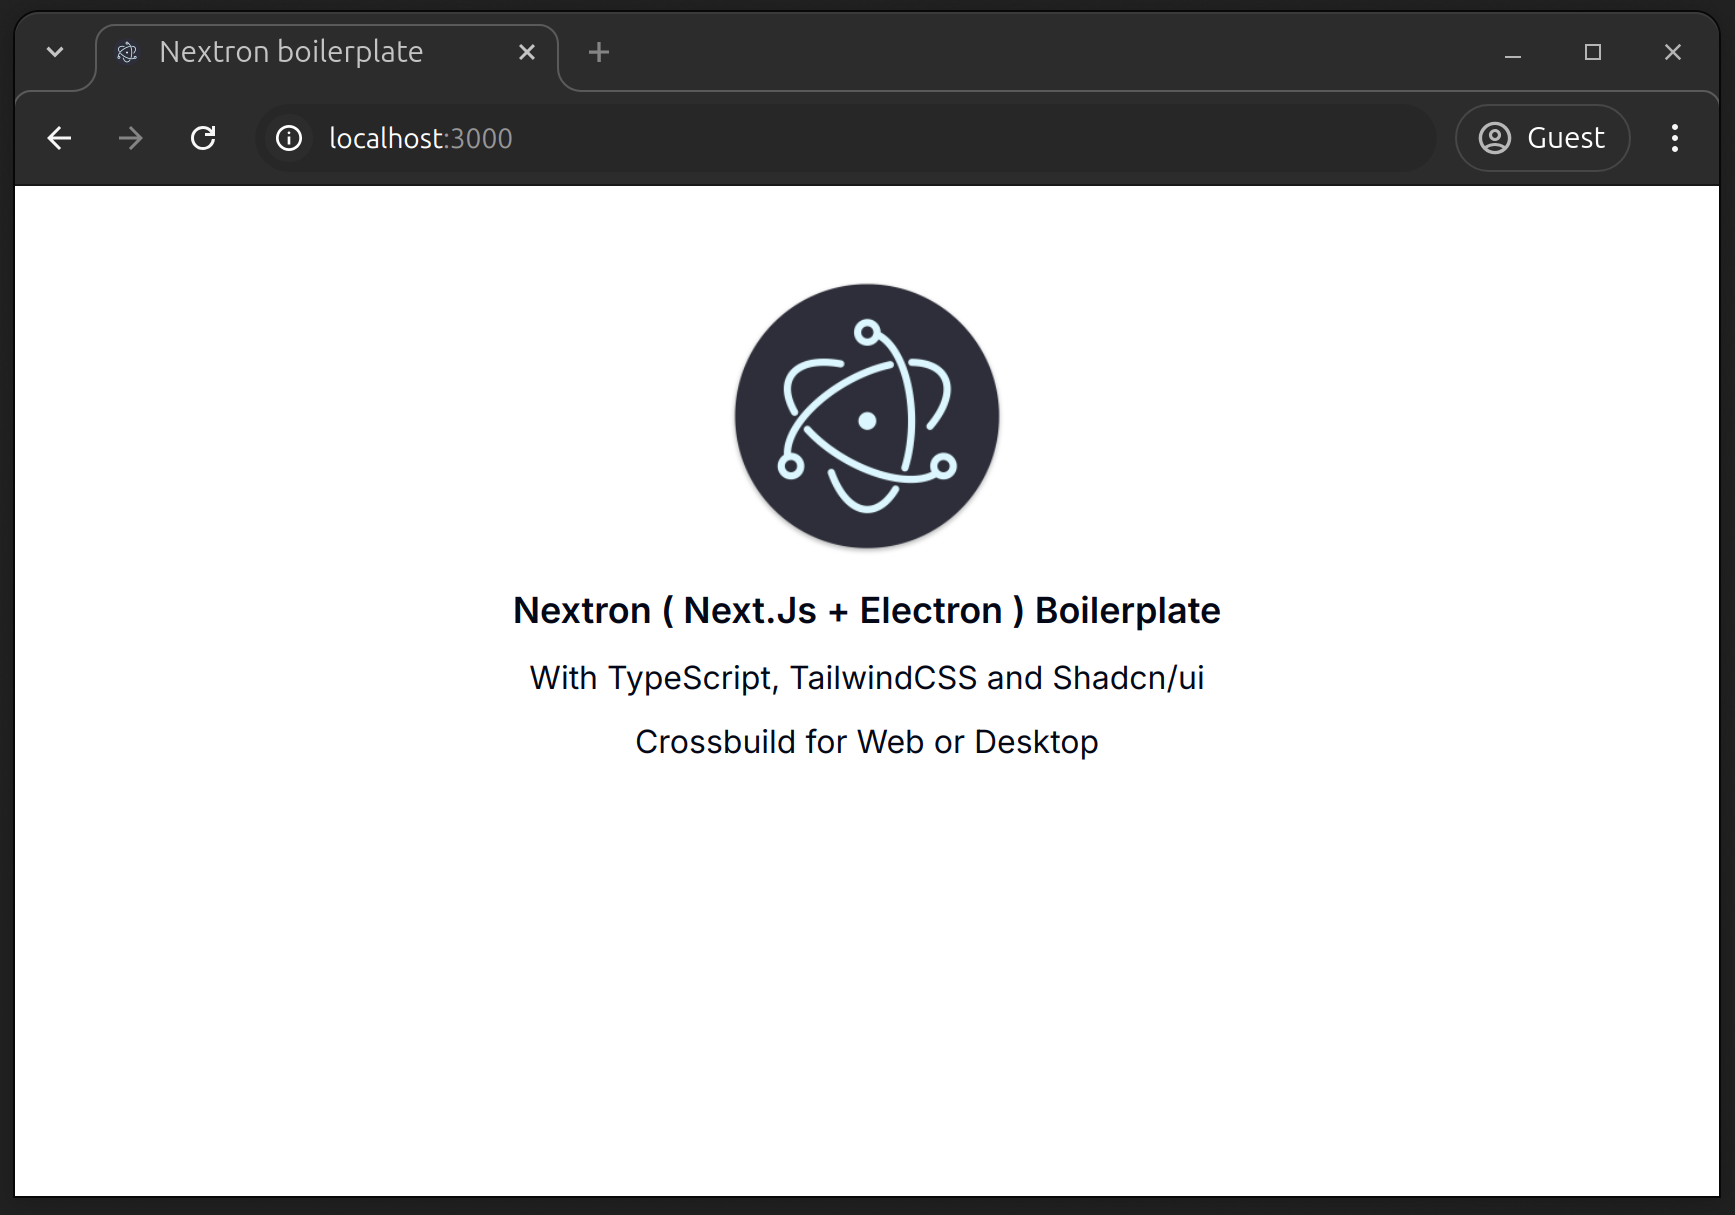 Nextron boilerplate
localhost:3000
Guest
Nextron ( Next.Js + Electron ) Boilerplate
With TypeScript, TailwindCSS and Shadcn/ui
Crossbuild for Web or Desktop